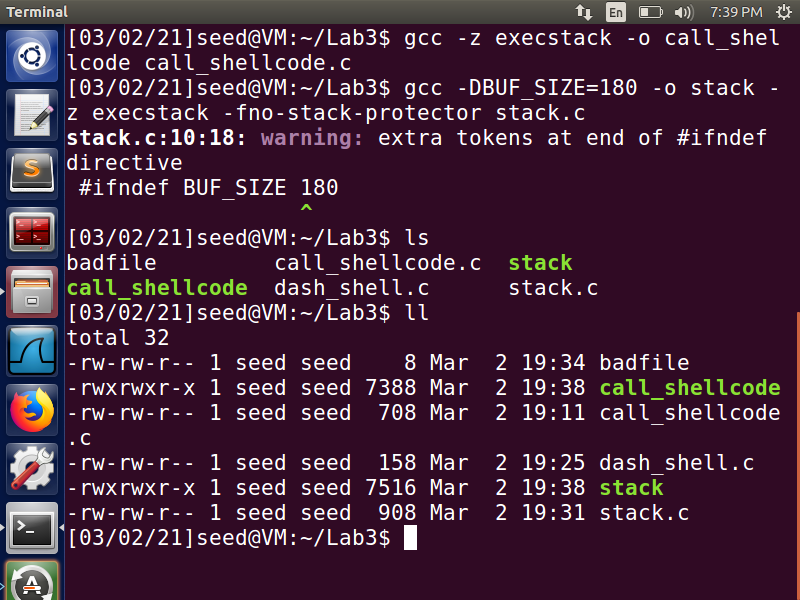 Terminal
En
7:39 PM
[03/02/21]seed@VM:~/Lab3$ gcc -z execstack -o call_shel
lcode call_shellcode.c
[03/02/21]seed@VM:~/Lab3$ gcc -DBUF_SIZE=180 -o stack -
z execstack -fno-stack-protector stack.c
stack.c:10:18: warning: extra tokens at end of #ifndef
directive
 #ifndef BUF_SIZE 180
                  ^
[03/02/21]seed@VM:~/Lab3$ ls
badfile         call_shellcode.c  stack
call_shellcode  dash_shell.c      stack.c
[03/02/21]seed@VM:~/Lab3$ ll
total 32
-rw-rw-r-- 1 seed seed    8 Mar  2 19:34 badfile
-rwxrwxr-x 1 seed seed 7388 Mar  2 19:38 call_shellcode
-rw-rw-r-- 1 seed seed  708 Mar  2 19:11 call_shellcode
.c
-rw-rw-r-- 1 seed seed  158 Mar  2 19:25 dash_shell.c
-rwxrwxr-x 1 seed seed 7516 Mar  2 19:38 stack
-rw-rw-r-- 1 seed seed  908 Mar  2 19:31 stack.c
[03/02/21]seed@VM:~/Lab3$